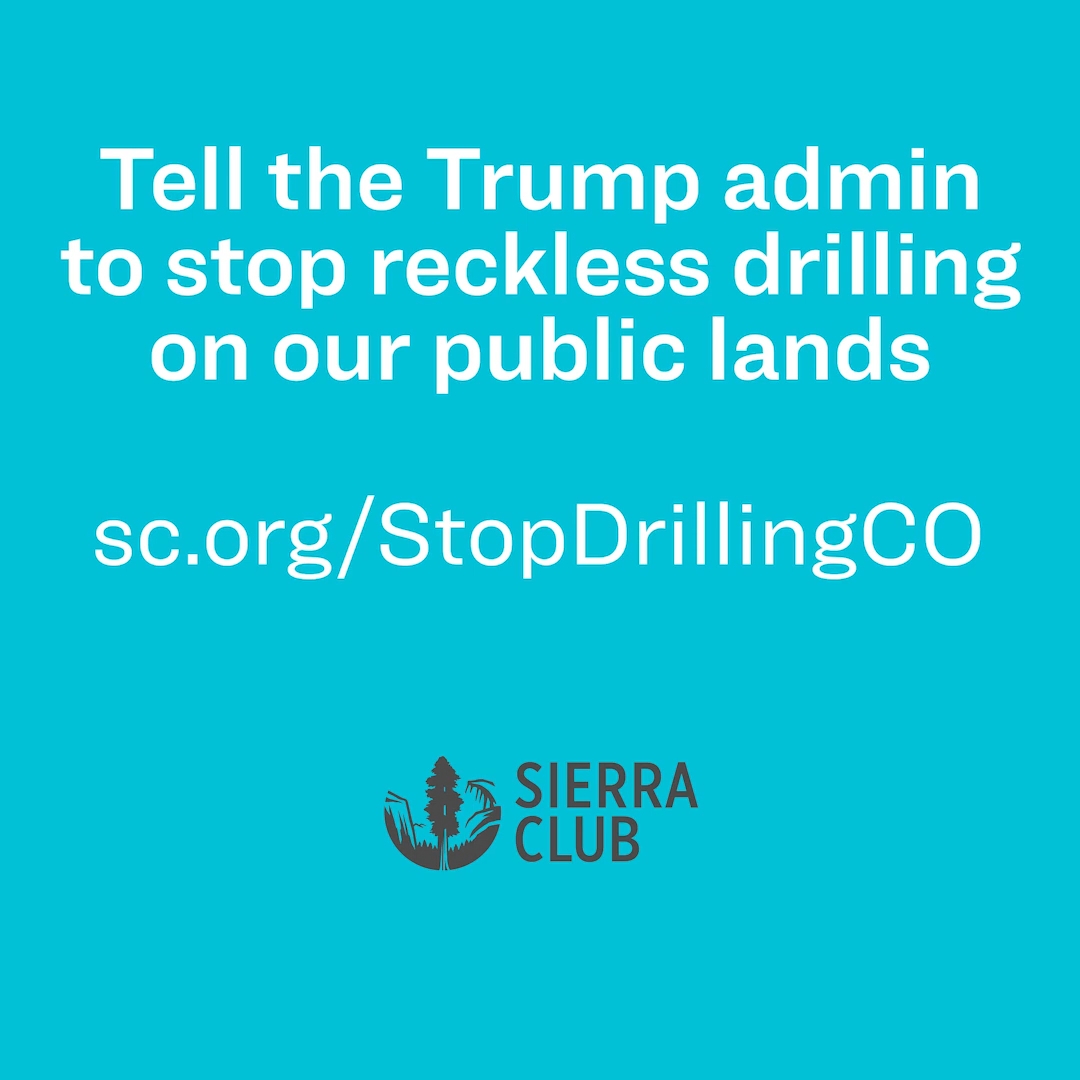 Tell the Trump admin
to stop reckless drilling
on our public lands
sc.org/StopDrillingCO
SIERRA
CLUB